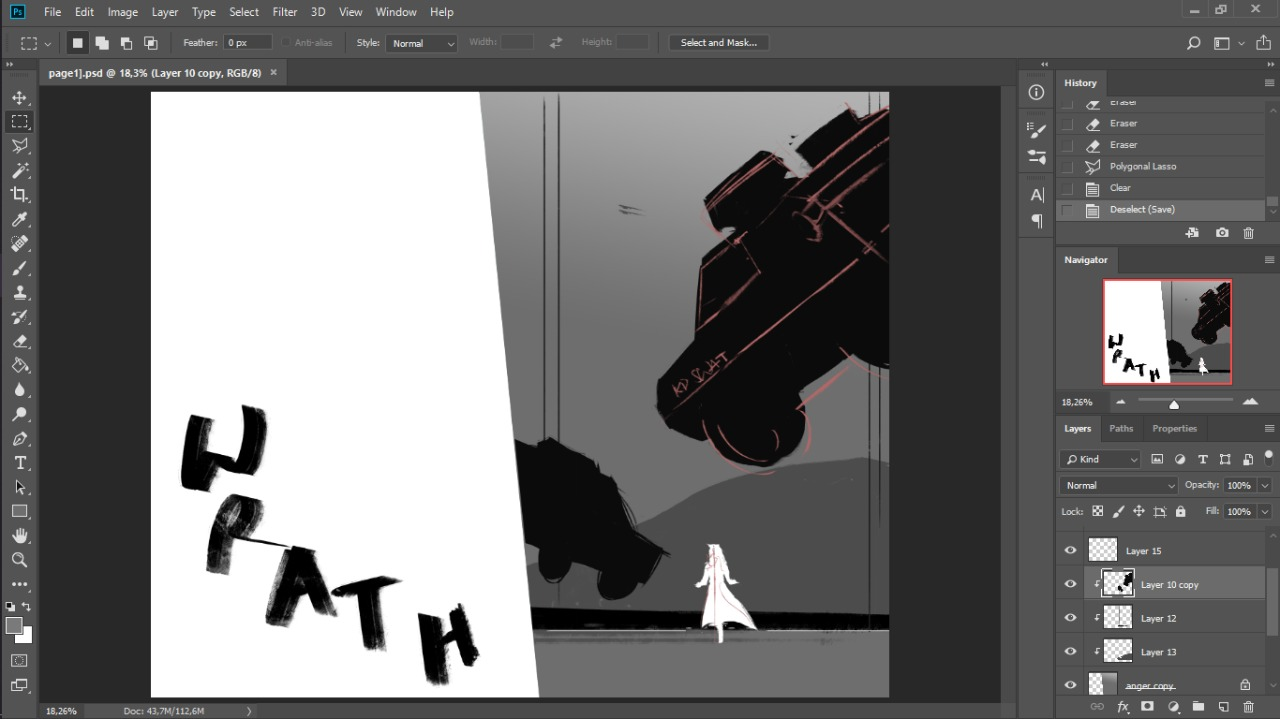 Ps File Edit Image Layer Type Select Filter 3D View Window Help
Feather: 0 px Anti-alias Style: Normal Width: Height: Select and Mask...
page1].psd @ 18,3% (Layer 10 copy, RGB/8) ×
History
Eraser
Eraser
Eraser
Polygonal Lasso
Clear
Deselect (Save)
Navigator
18,26%
Layers Paths Properties
Kind
Normal Opacity: 100%
Lock: Fill: 100%
Layer 15
Layer 10 copy
Layer 12
Layer 13
anger copy
fx
KD SWAT
W
R
A
T
H
18,26% Doc: 43,7M/112,6M